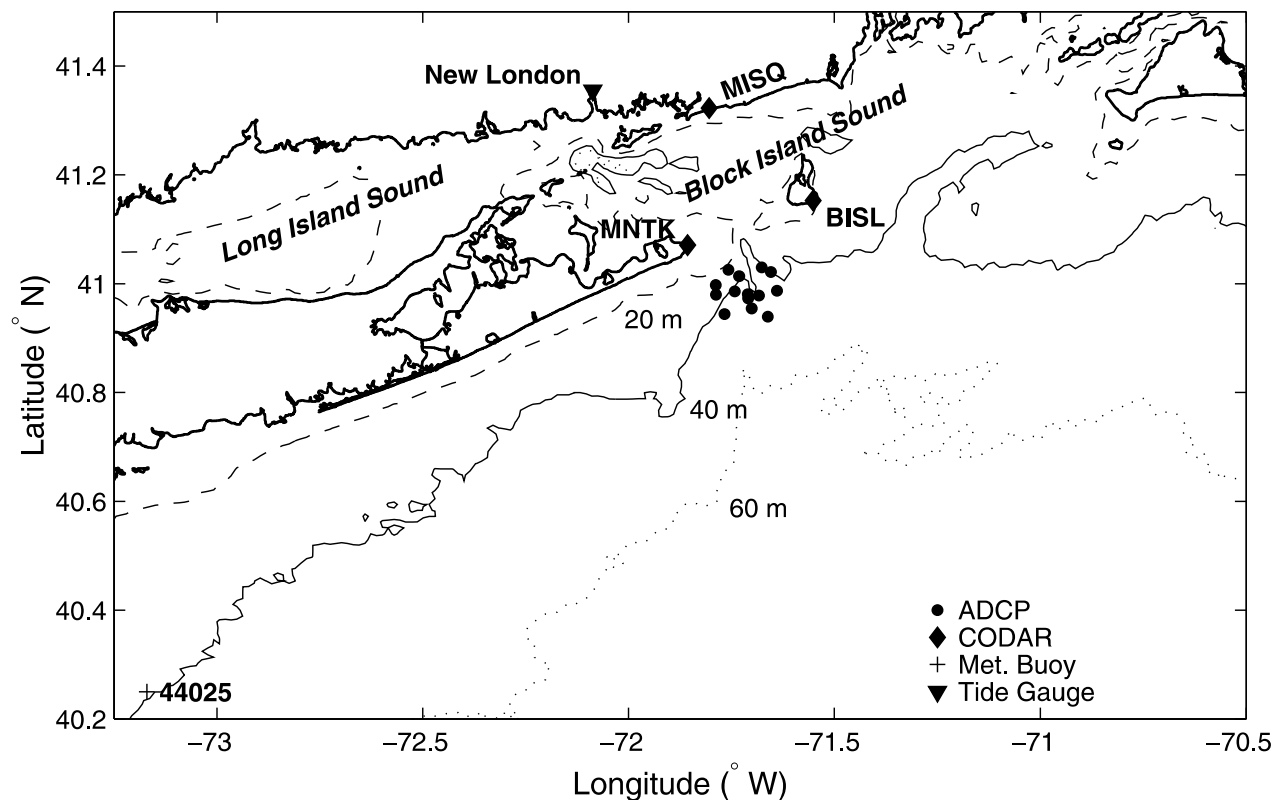 41.4
41.2
41
40.8
40.6
40.4
40.2
Latitude (° N)
New London
MISQ
Long Island Sound
Block Island Sound
MNTK
BISL
20 m
40 m
60 m
44025
ADCP
CODAR
Met. Buoy
Tide Gauge
−73
−72.5
−72
−71.5
−71
−70.5
Longitude (° W)